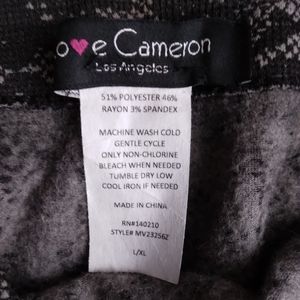 ove Cameron
Los Angeles
51% POLYESTER 46%
RAYON 3% SPANDEX
MACHINE WASH COLD
GENTLE CYCLE
ONLY NON-CHLORINE
BLEACH WHEN NEEDED
TUMBLE DRY LOW
COOL IRON IF NEEDED
MADE IN CHINA
RN#140210
STYLE# MV23256Z
L/XL